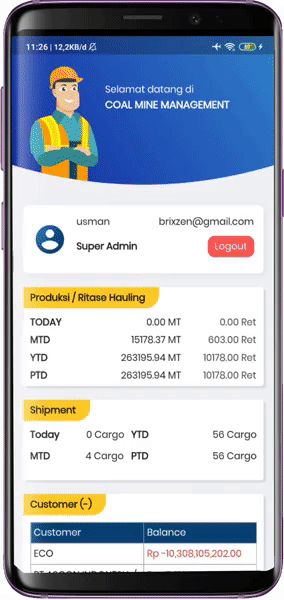 11:26 | 12,2KB/d
Selamat datang di
COAL MINE MANAGEMENT
usman brixzen@gmail.com
Super Admin Logout
Produksi / Ritase Hauling
TODAY 0.00 MT 0.00 Ret
MTD 15178.37 MT 603.00 Ret
YTD 263195.94 MT 10178.00 Ret
PTD 263195.94 MT 10178.00 Ret
Shipment
Today 0 Cargo YTD 56 Cargo
MTD 4 Cargo PTD 56 Cargo
Customer (-)
Customer Balance
ECO Rp -10,308,105,202.00